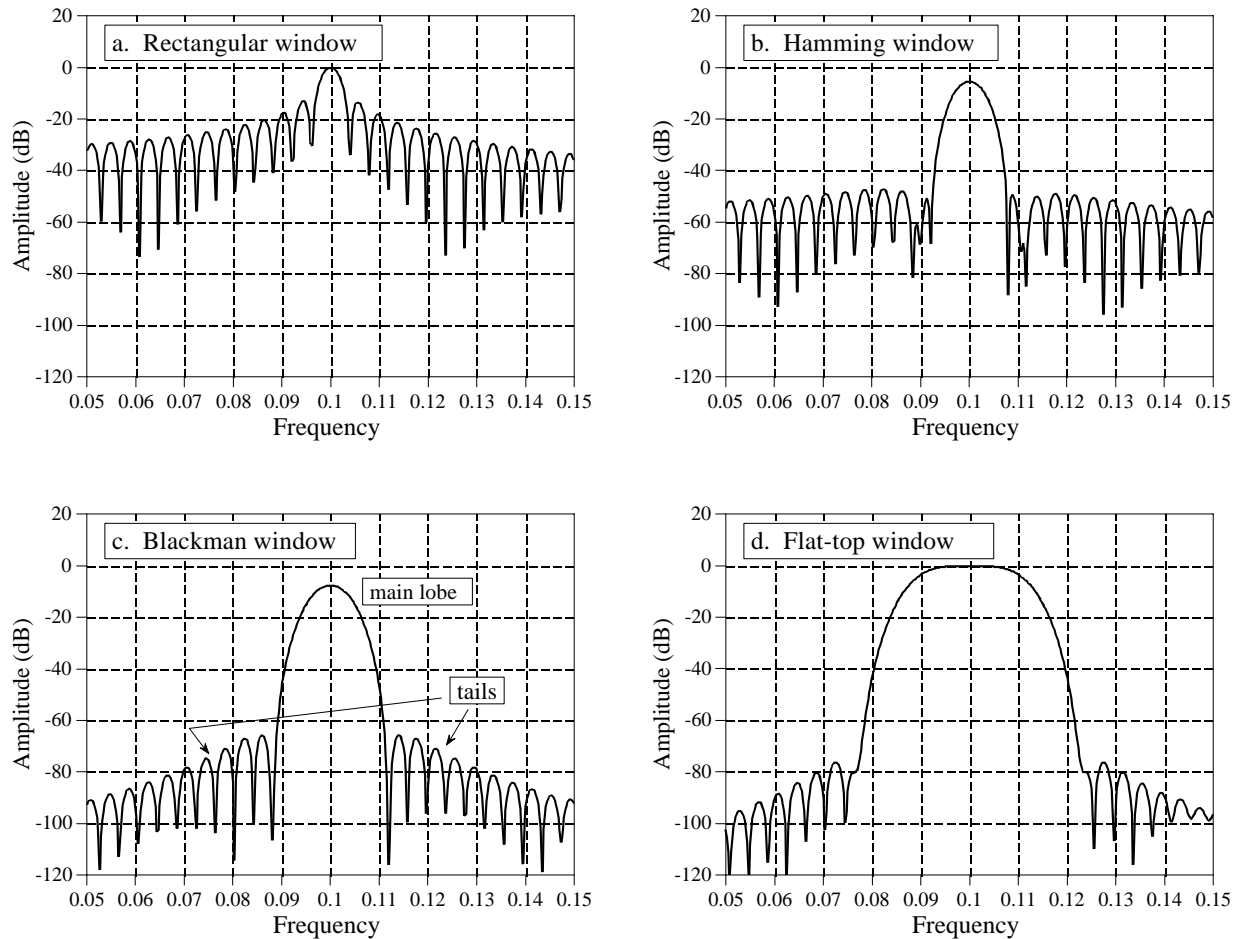 a. Rectangular window
20
0
-20
-40
-60
-80
-100
-120
Amplitude (dB)
0.05 0.06 0.07 0.08 0.09 0.1 0.11 0.12 0.13 0.14 0.15
Frequency
b. Hamming window
20
0
-20
-40
-60
-80
-100
-120
Amplitude (dB)
0.05 0.06 0.07 0.08 0.09 0.1 0.11 0.12 0.13 0.14 0.15
Frequency
c. Blackman window
main lobe
tails
20
0
-20
-40
-60
-80
-100
-120
Amplitude (dB)
0.05 0.06 0.07 0.08 0.09 0.1 0.11 0.12 0.13 0.14 0.15
Frequency
d. Flat-top window
20
0
-20
-40
-60
-80
-100
-120
Amplitude (dB)
0.05 0.06 0.07 0.08 0.09 0.1 0.11 0.12 0.13 0.14 0.15
Frequency